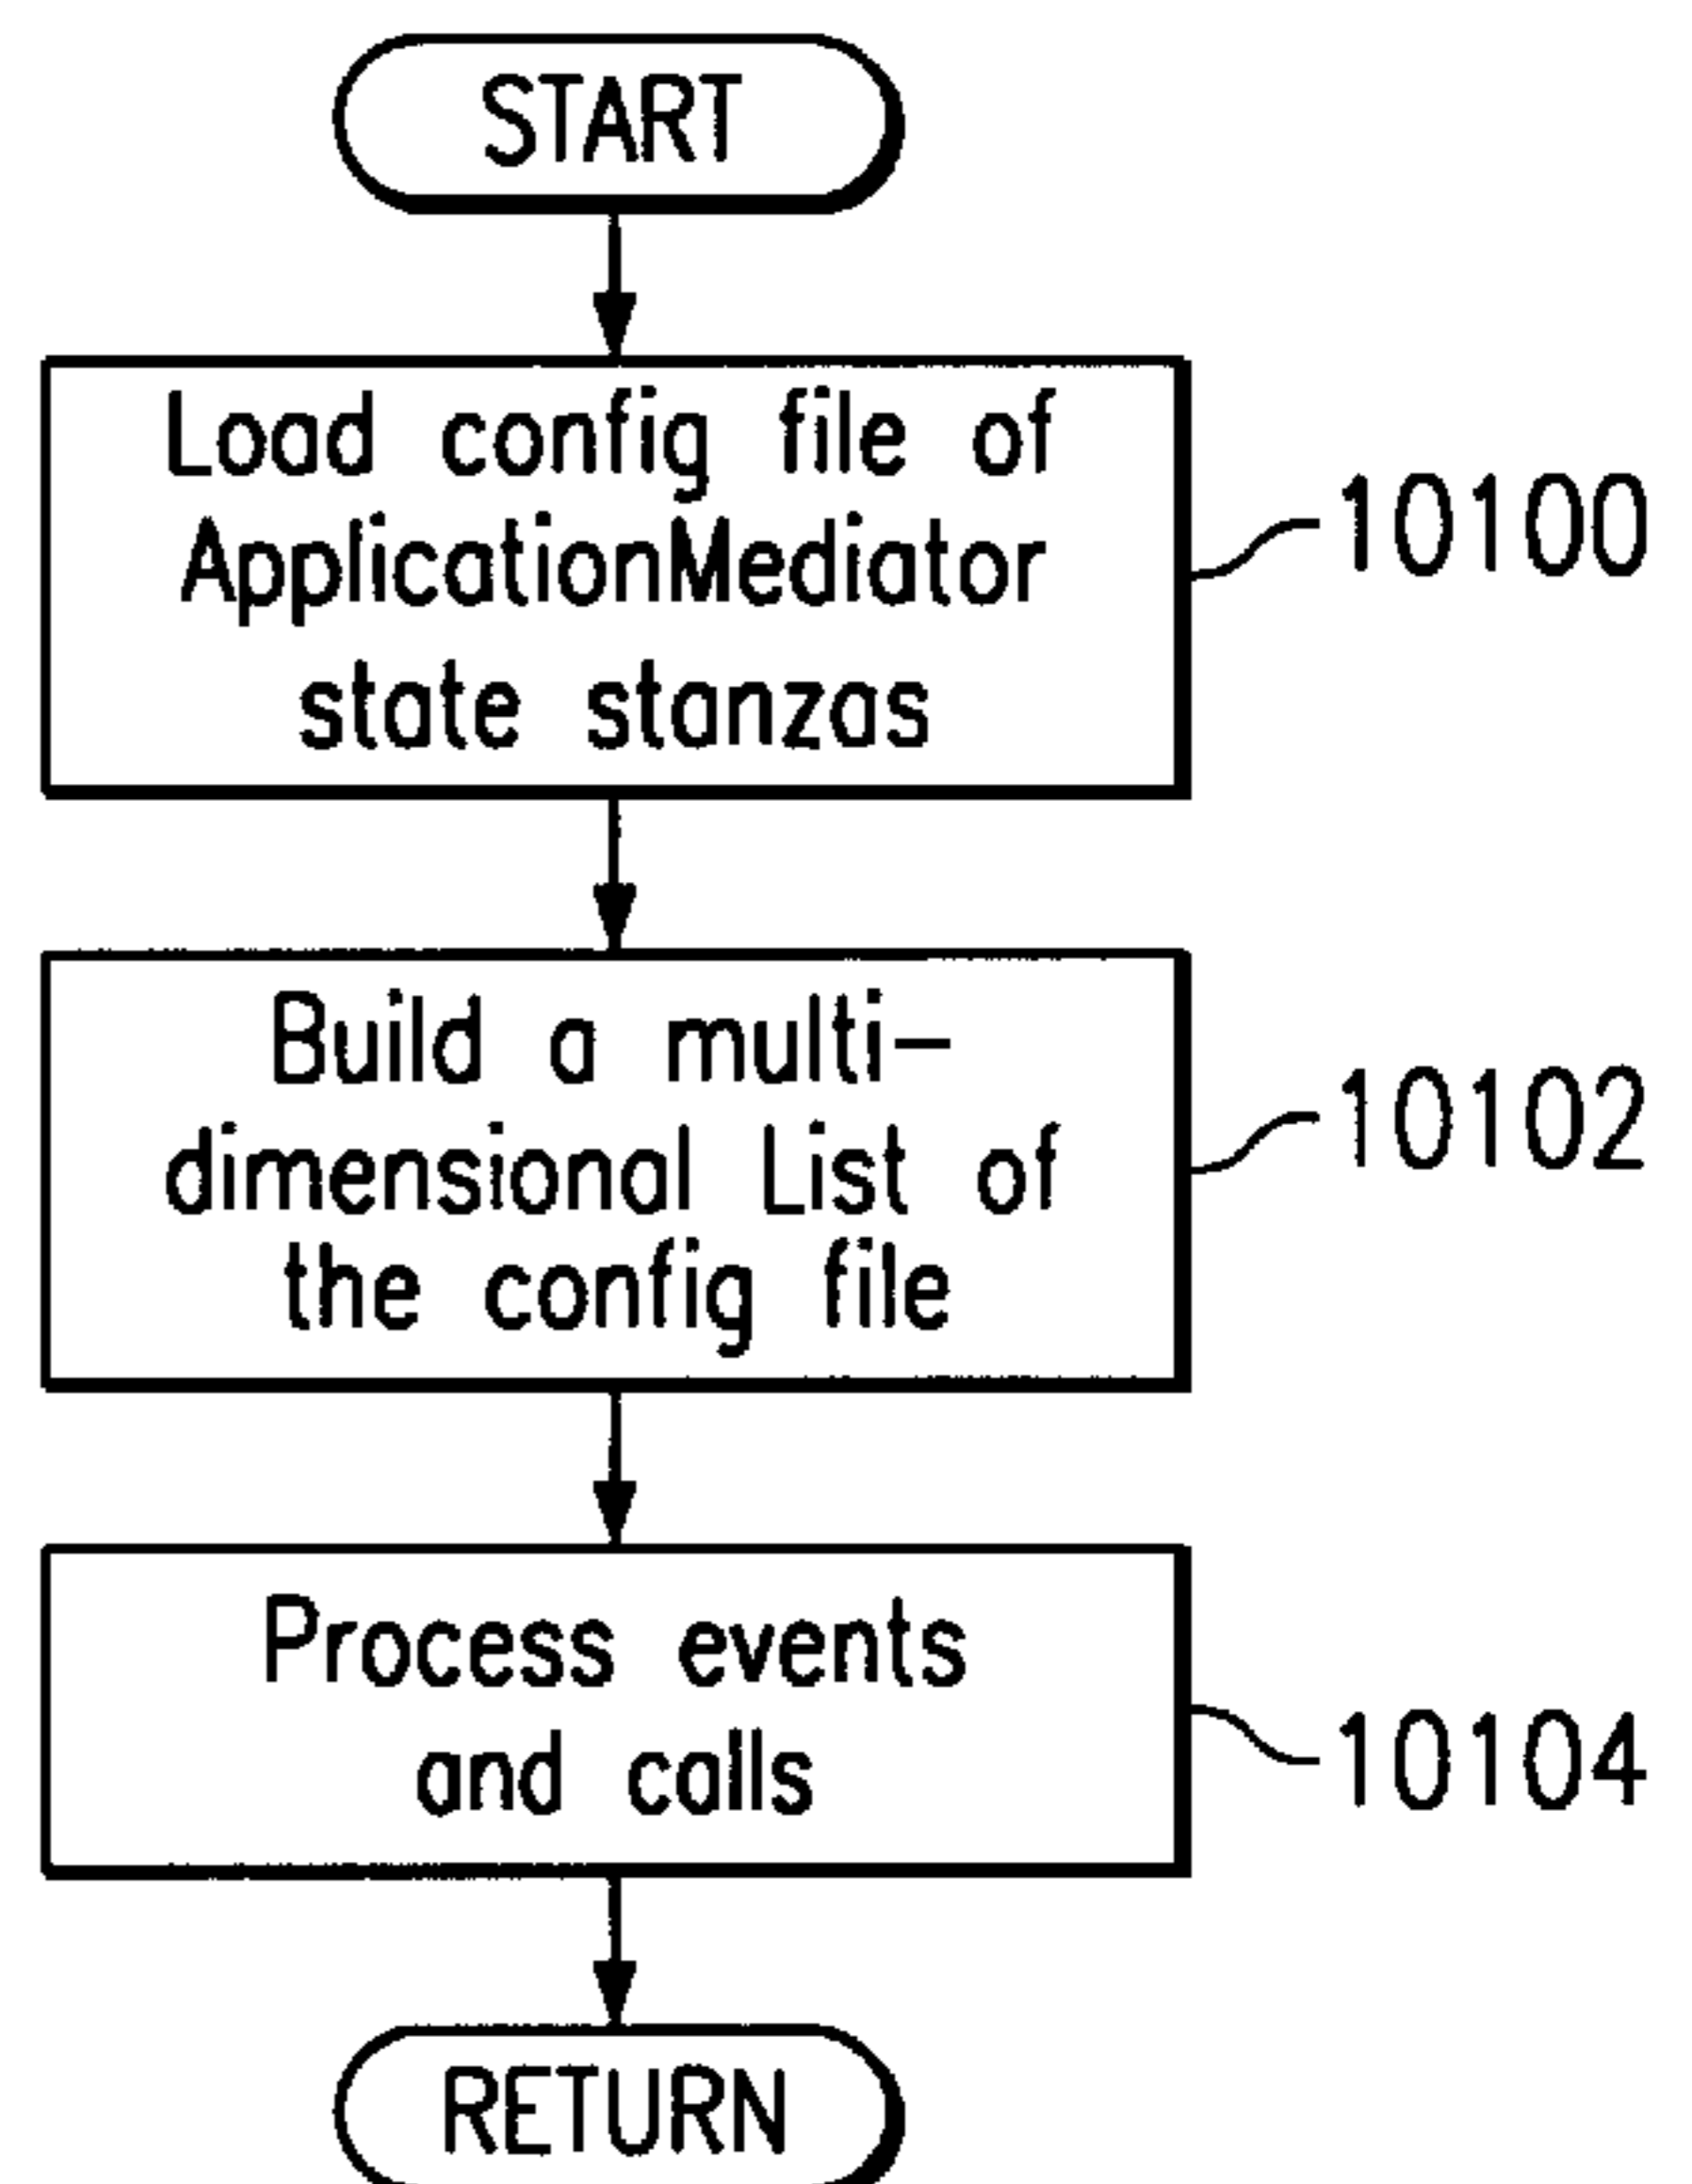 START
Load config file of
ApplicationMediator
state stanzas
10100
Build a multi-
dimensional List of
the config file
10102
Process events
and calls
10104
RETURN